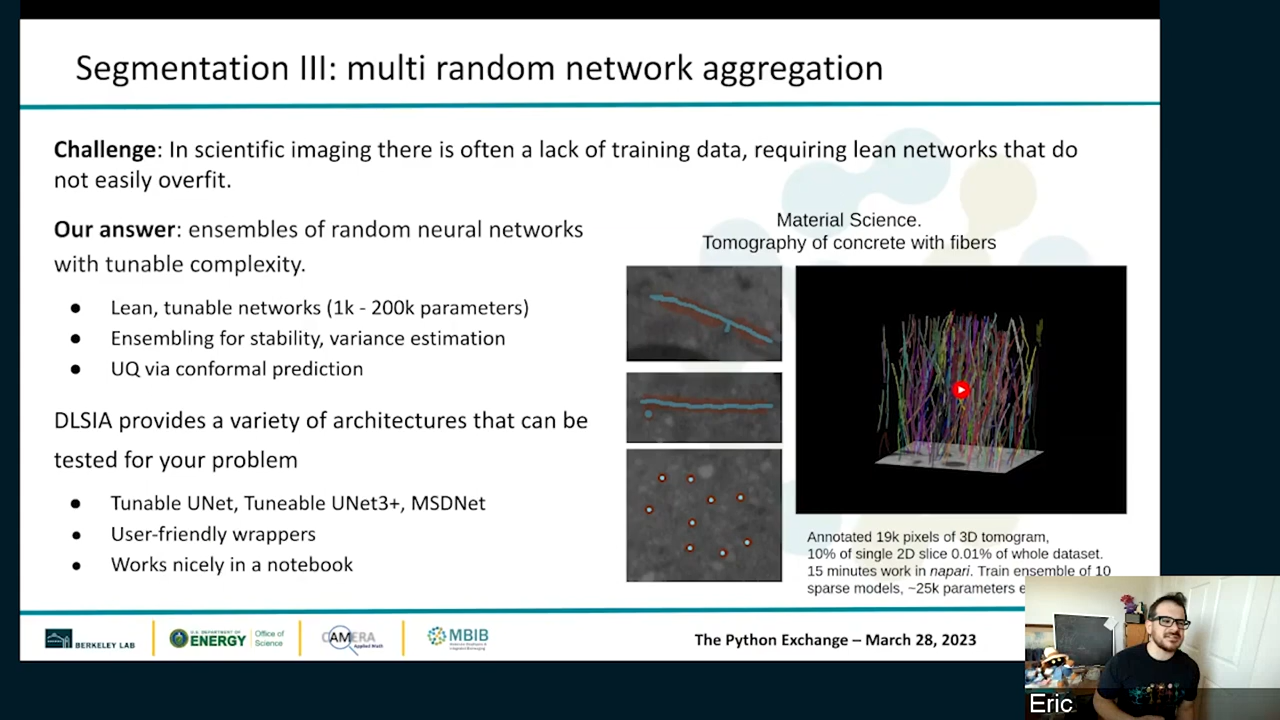 Segmentation III: multi random network aggregation
Challenge: In scientific imaging there is often a lack of training data, requiring lean networks that do
not easily overfit.
Our answer: ensembles of random neural networks
with tunable complexity.
● Lean, tunable networks (1k - 200k parameters)
● Ensembling for stability, variance estimation
● UQ via conformal prediction
DLSIA provides a variety of architectures that can be
tested for your problem
● Tunable UNet, Tuneable UNet3+, MSDNet
● User-friendly wrappers
● Works nicely in a notebook
Material Science.
Tomography of concrete with fibers
Annotated 19k pixels of 3D tomogram,
10% of single 2D slice 0.01% of whole dataset.
15 minutes work in napari. Train ensemble of 10
sparse models, ~25k parameters
BERKELEY LAB
U.S. DEPARTMENT OF
ENERGY
Office of
Science
CAMERA
Applied Math
MBIB
The Python Exchange – March 28, 2023
Eric